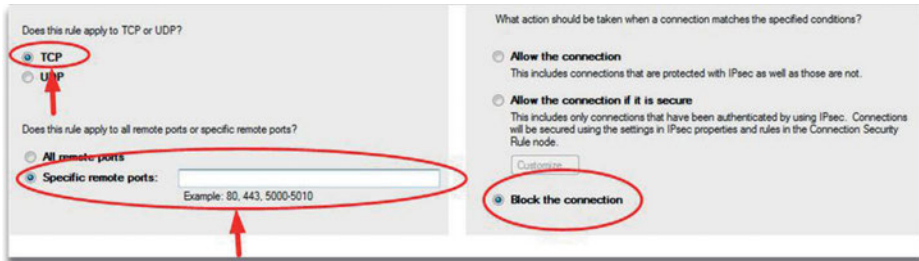 Does this rule apply to TCP or UDP?
TCP
UDP
Does this rule apply to all remote ports or specific remote ports?
All remote ports
Specific remote ports:
Example: 80, 443, 5000-5010
What action should be taken when a connection matches the specified conditions?
Allow the connection
This includes connections that are protected with IPsec as well as those are not.
Allow the connection if it is secure
This includes only connections that have been authenticated by using IPsec. Connections
will be secured using the settings in IPsec properties and rules in the Connection Security
Rule node.
Customize...
Block the connection